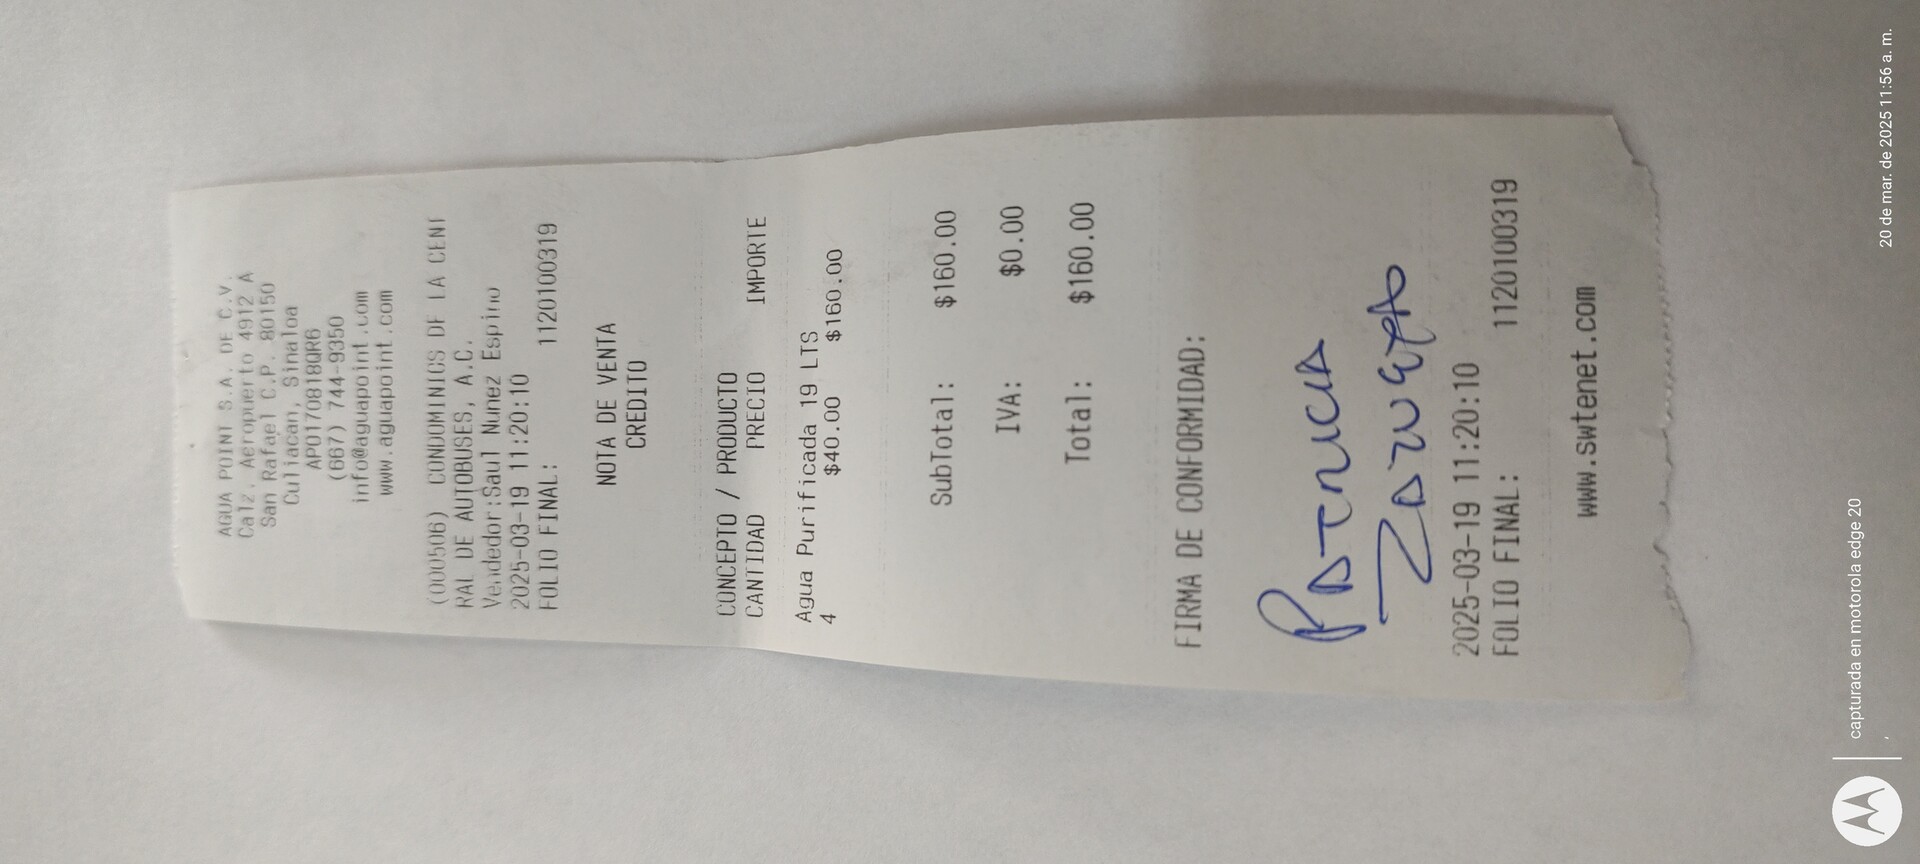 AGUA POINT S.A. DE C.V.
Calz. Aeropuerto 4912 A
San Rafael C.P. 80150
Culiacan, Sinaloa
APO170818QR6
(667) 744-9350
info@aguapoint.com
www.aguapoint.com
(000506) CONDOMINIOS DE LA CENT
RAL DE AUTOBUSES, A.C.
Vendedor:Saul Nunez Espino
2025-03-19 11:20:10
FOLIO FINAL: 1120100319
NOTA DE VENTA
CREDITO
CONCEPTO / PRODUCTO
CANTIDAD PRECIO IMPORTE
Agua Purificada 19 LTS
4 $40.00 $160.00
SubTotal: $160.00
IVA: $0.00
Total: $160.00
FIRMA DE CONFORMIDAD:
Patricia
Zazueta
2025-03-19 11:20:10
FOLIO FINAL: 1120100319
www.swtenet.com
capturada en motorola edge 20
20 de mar. de 2025 11:56 a. m.